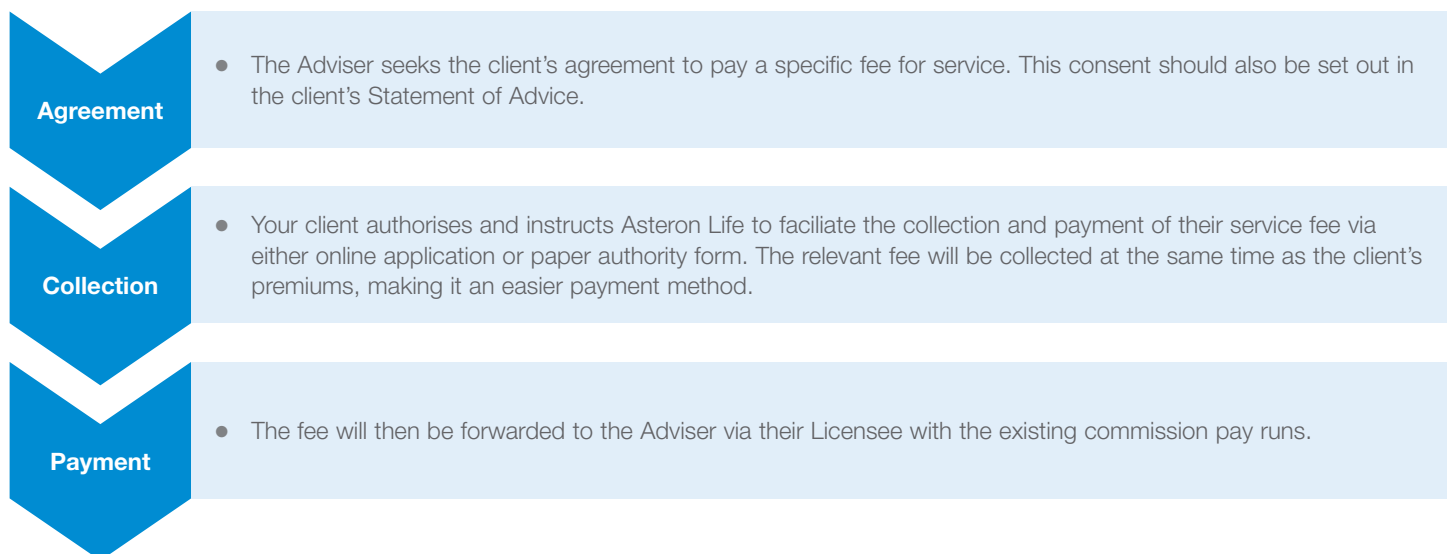 Agreement
● The Adviser seeks the client’s agreement to pay a specific fee for service. This consent should also be set out in
the client’s Statement of Advice.
Collection
● Your client authorises and instructs Asteron Life to faciliate the collection and payment of their service fee via
either online application or paper authority form. The relevant fee will be collected at the same time as the client’s
premiums, making it an easier payment method.
Payment
● The fee will then be forwarded to the Adviser via their Licensee with the existing commission pay runs.